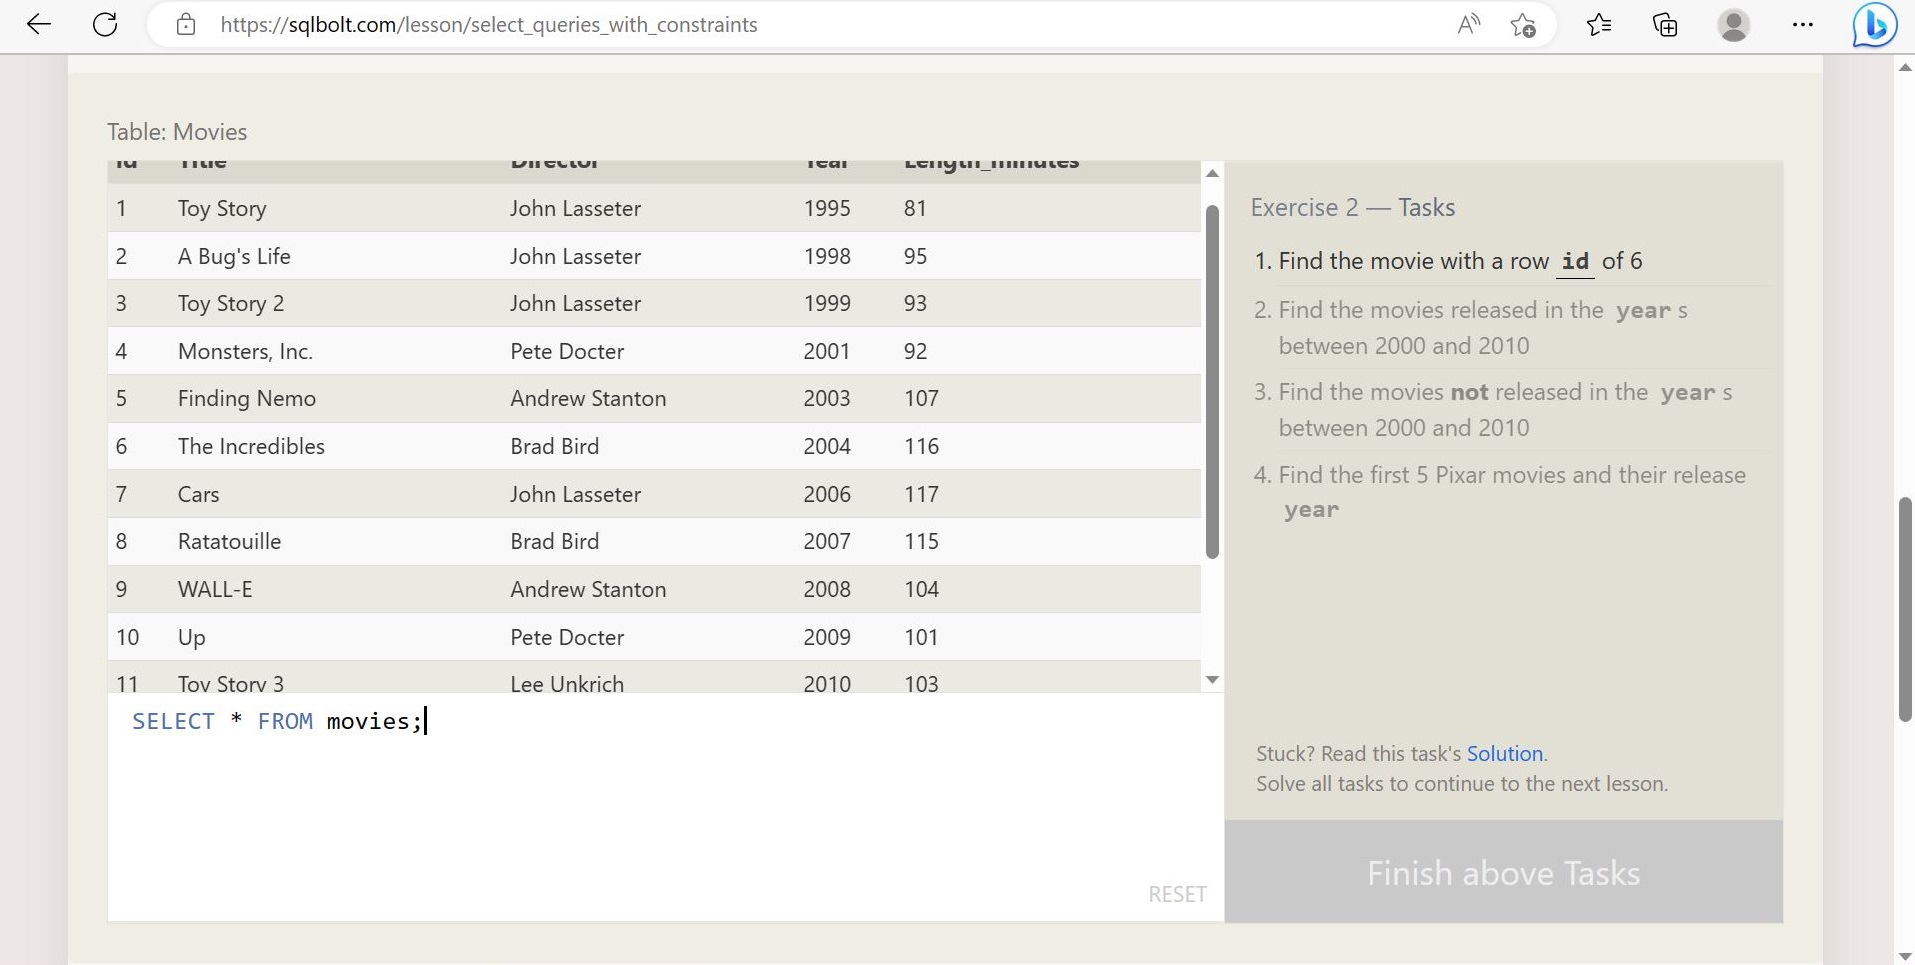 https://sqlbolt.com/lesson/select_queries_with_constraints
Table: Movies
Id Title Director Year Length_minutes
1 Toy Story John Lasseter 1995 81
2 A Bug's Life John Lasseter 1998 95
3 Toy Story 2 John Lasseter 1999 93
4 Monsters, Inc. Pete Docter 2001 92
5 Finding Nemo Andrew Stanton 2003 107
6 The Incredibles Brad Bird 2004 116
7 Cars John Lasseter 2006 117
8 Ratatouille Brad Bird 2007 115
9 WALL-E Andrew Stanton 2008 104
10 Up Pete Docter 2009 101
11 Toy Story 3 Lee Unkrich 2010 103
SELECT * FROM movies;
RESET
Exercise 2 — Tasks
1. Find the movie with a row id of 6
2. Find the movies released in the year s
between 2000 and 2010
3. Find the movies not released in the year s
between 2000 and 2010
4. Find the first 5 Pixar movies and their release
year
Stuck? Read this task's Solution.
Solve all tasks to continue to the next lesson.
Finish above Tasks